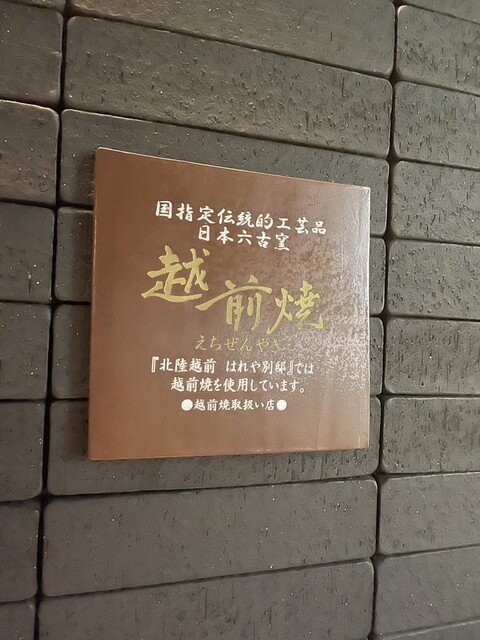 国指定伝統的工芸品
日本六古窯
越前焼
えちぜんやき
『北陸越前 はれや別邸』では
越前焼を使用しています。
●越前焼取扱い店●